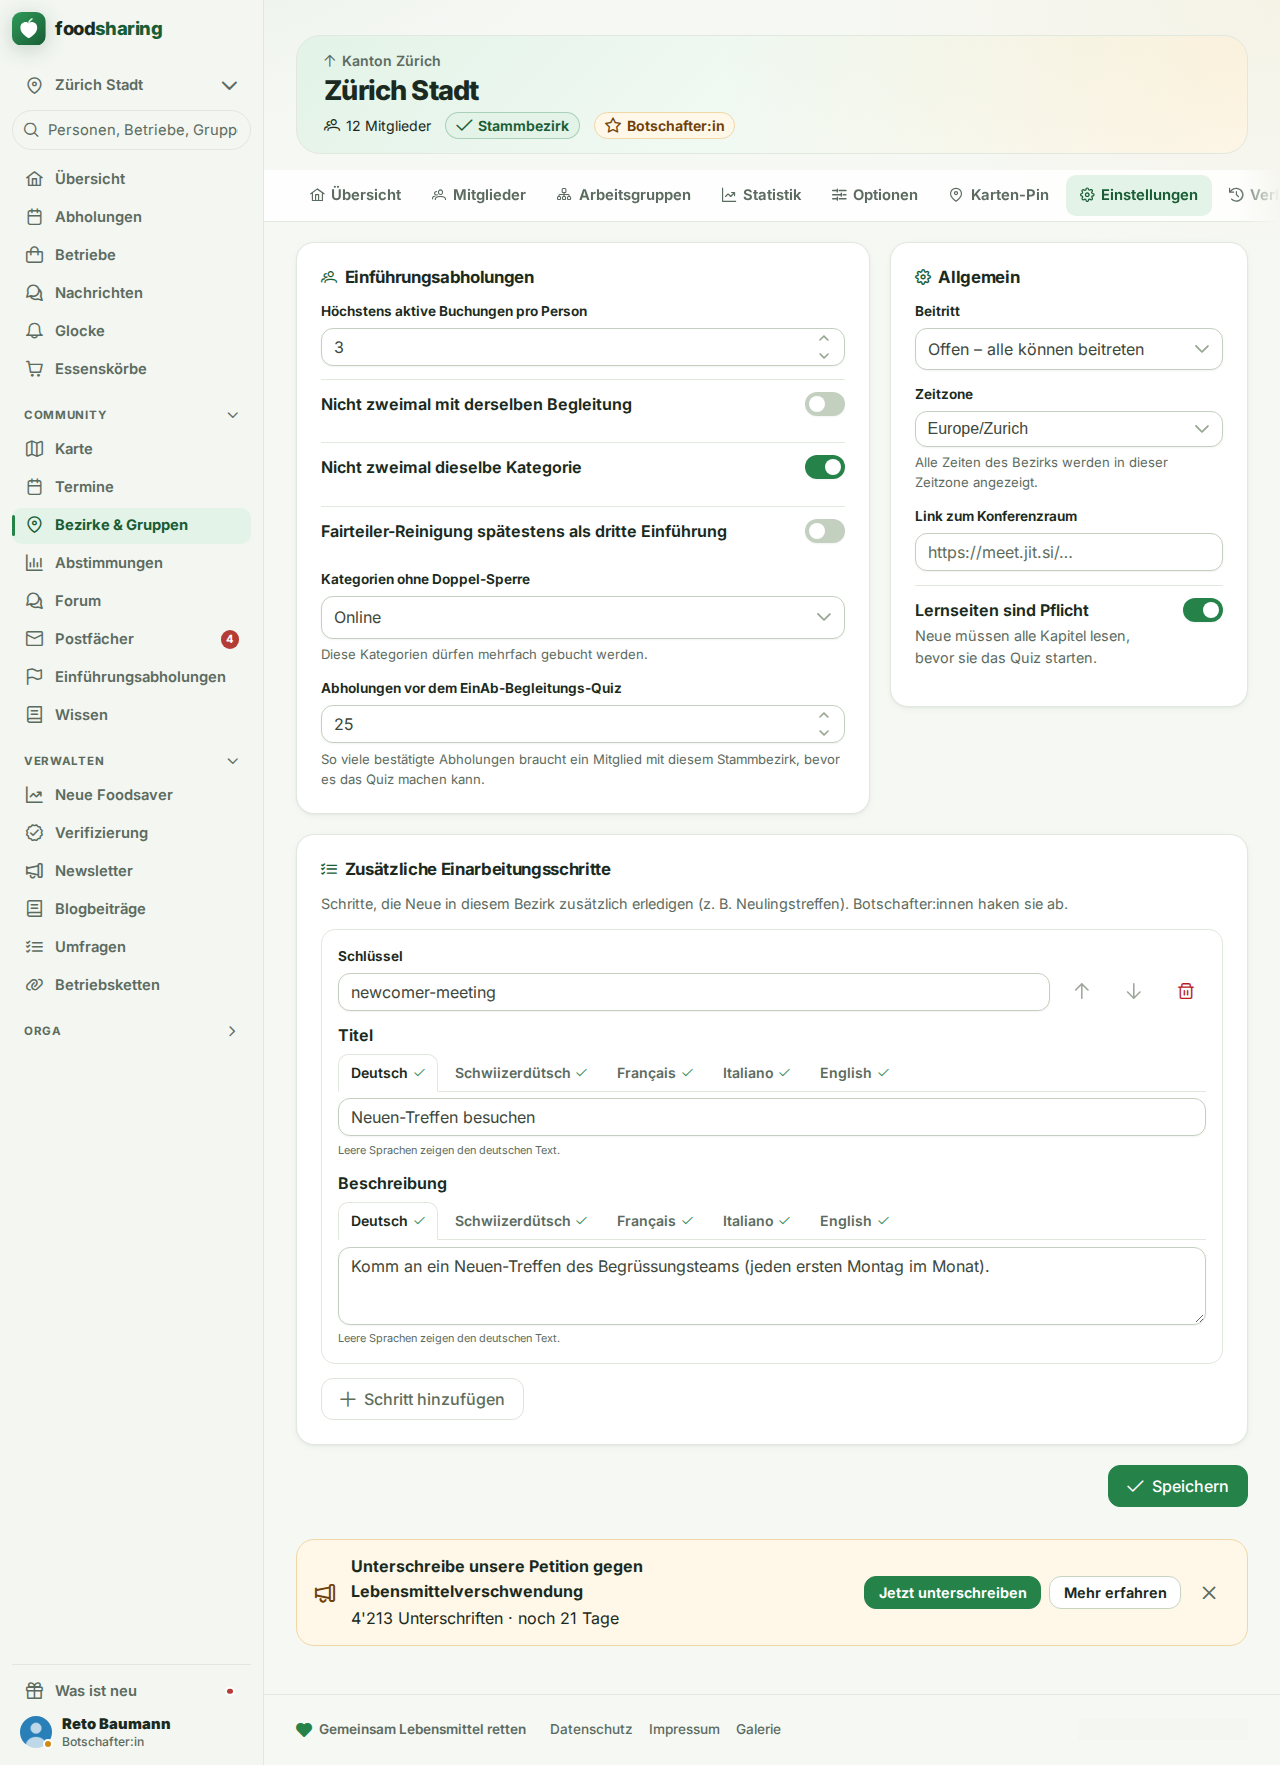 foodsharing
Zürich Stadt
Personen, Betriebe, Grupp
Übersicht
Abholungen
Betriebe
Nachrichten
Glocke
Essenskörbe
COMMUNITY
Karte
Termine
Bezirke & Gruppen
Abstimmungen
Forum
Postfächer 4
Einführungsabholungen
Wissen
VERWALTEN
Neue Foodsaver
Verifizierung
Newsletter
Blogbeiträge
Umfragen
Betriebsketten
ORGA
Was ist neu
Reto Baumann
Botschafter:in
Kanton Zürich
Zürich Stadt
12 Mitglieder Stammbezirk Botschafter:in
Übersicht Mitglieder Arbeitsgruppen Statistik Optionen Karten-Pin Einstellungen
Einführungsabholungen
Höchstens aktive Buchungen pro Person
3
Nicht zweimal mit derselben Begleitung
Nicht zweimal dieselbe Kategorie
Fairteiler-Reinigung spätestens als dritte Einführung
Kategorien ohne Doppel-Sperre
Online
Diese Kategorien dürfen mehrfach gebucht werden.
Abholungen vor dem EinAb-Begleitungs-Quiz
25
So viele bestätigte Abholungen braucht ein Mitglied mit diesem Stammbezirk, bevor
es das Quiz machen kann.
Allgemein
Beitritt
Offen – alle können beitreten
Zeitzone
Europe/Zurich
Alle Zeiten des Bezirks werden in dieser
Zeitzone angezeigt.
Link zum Konferenzraum
https://meet.jit.si/...
Lernseiten sind Pflicht
Neue müssen alle Kapitel lesen,
bevor sie das Quiz starten.
Zusätzliche Einarbeitungsschritte
Schritte, die Neue in diesem Bezirk zusätzlich erledigen (z. B. Neulingstreffen). Botschafter:innen haken sie ab.
Schlüssel
newcomer-meeting
Titel
Deutsch Schwiizerdütsch Français Italiano English
Neuen-Treffen besuchen
Leere Sprachen zeigen den deutschen Text.
Beschreibung
Deutsch Schwiizerdütsch Français Italiano English
Komm an ein Neuen-Treffen des Begrüssungsteams (jeden ersten Montag im Monat).
Leere Sprachen zeigen den deutschen Text.
Schritt hinzufügen
Speichern
Unterschreibe unsere Petition gegen
Lebensmittelverschwendung
4'213 Unterschriften · noch 21 Tage
Jetzt unterschreiben Mehr erfahren
Gemeinsam Lebensmittel retten Datenschutz Impressum Galerie